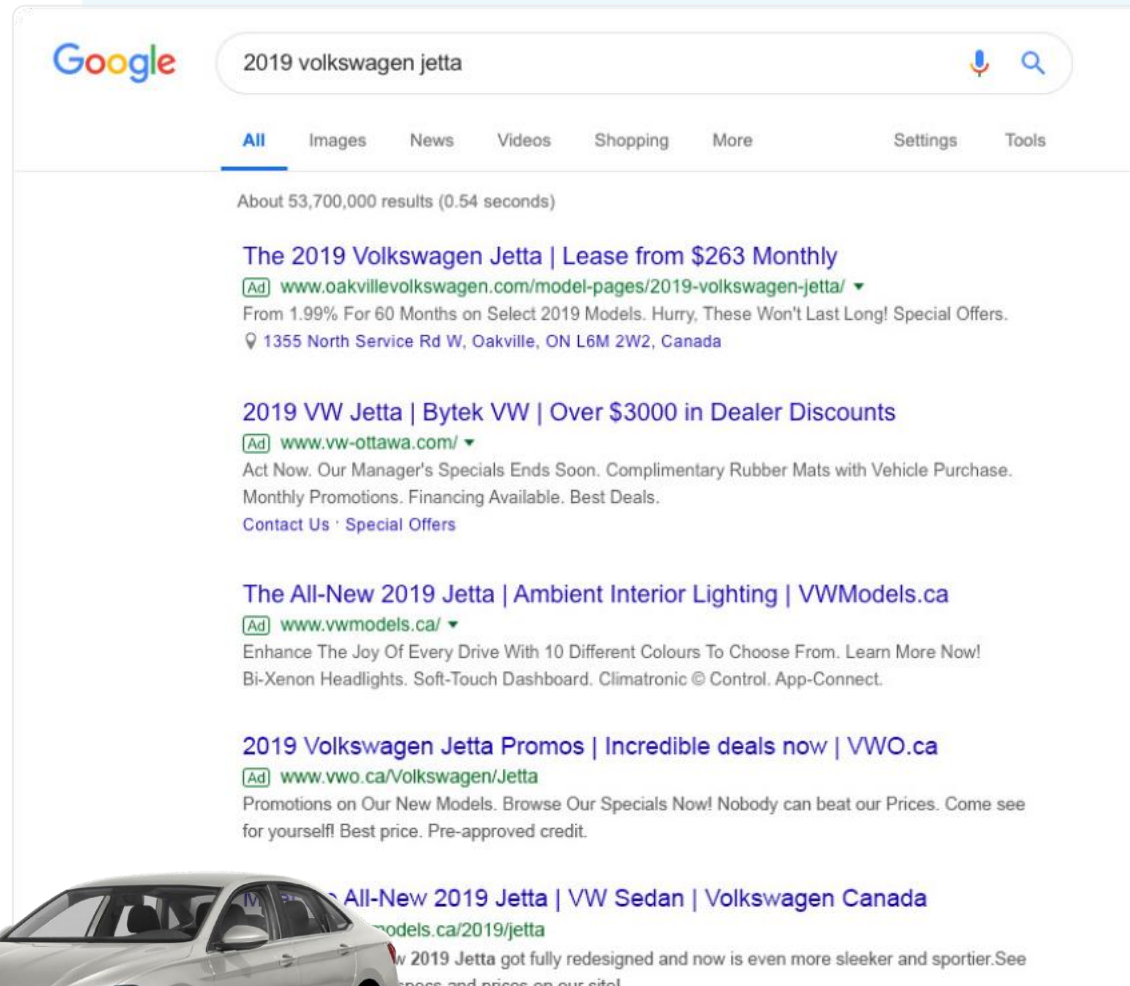 Google
2019 volkswagen jetta
All Images News Videos Shopping More Settings Tools
About 53,700,000 results (0.54 seconds)
The 2019 Volkswagen Jetta | Lease from $263 Monthly
Ad www.oakvillevolkswagen.com/model-pages/2019-volkswagen-jetta/
From 1.99% For 60 Months on Select 2019 Models. Hurry, These Won't Last Long! Special Offers.
1355 North Service Rd W, Oakville, ON L6M 2W2, Canada
2019 VW Jetta | Bytek VW | Over $3000 in Dealer Discounts
Ad www.vw-ottawa.com/
Act Now. Our Manager's Specials Ends Soon. Complimentary Rubber Mats with Vehicle Purchase.
Monthly Promotions. Financing Available. Best Deals.
Contact Us · Special Offers
The All-New 2019 Jetta | Ambient Interior Lighting | VWModels.ca
Ad www.vwmodels.ca/
Enhance The Joy Of Every Drive With 10 Different Colours To Choose From. Learn More Now!
Bi-Xenon Headlights. Soft-Touch Dashboard. Climatronic © Control. App-Connect.
2019 Volkswagen Jetta Promos | Incredible deals now | VWO.ca
Ad www.vwo.ca/Volkswagen/Jetta
Promotions on Our New Models. Browse Our Specials Now! Nobody can beat our Prices. Come see
for yourself! Best price. Pre-approved credit.
All-New 2019 Jetta | VW Sedan | Volkswagen Canada
odels.ca/2019/jetta
w 2019 Jetta got fully redesigned and now is even more sleeker and sportier.See
specs and prices on our site!